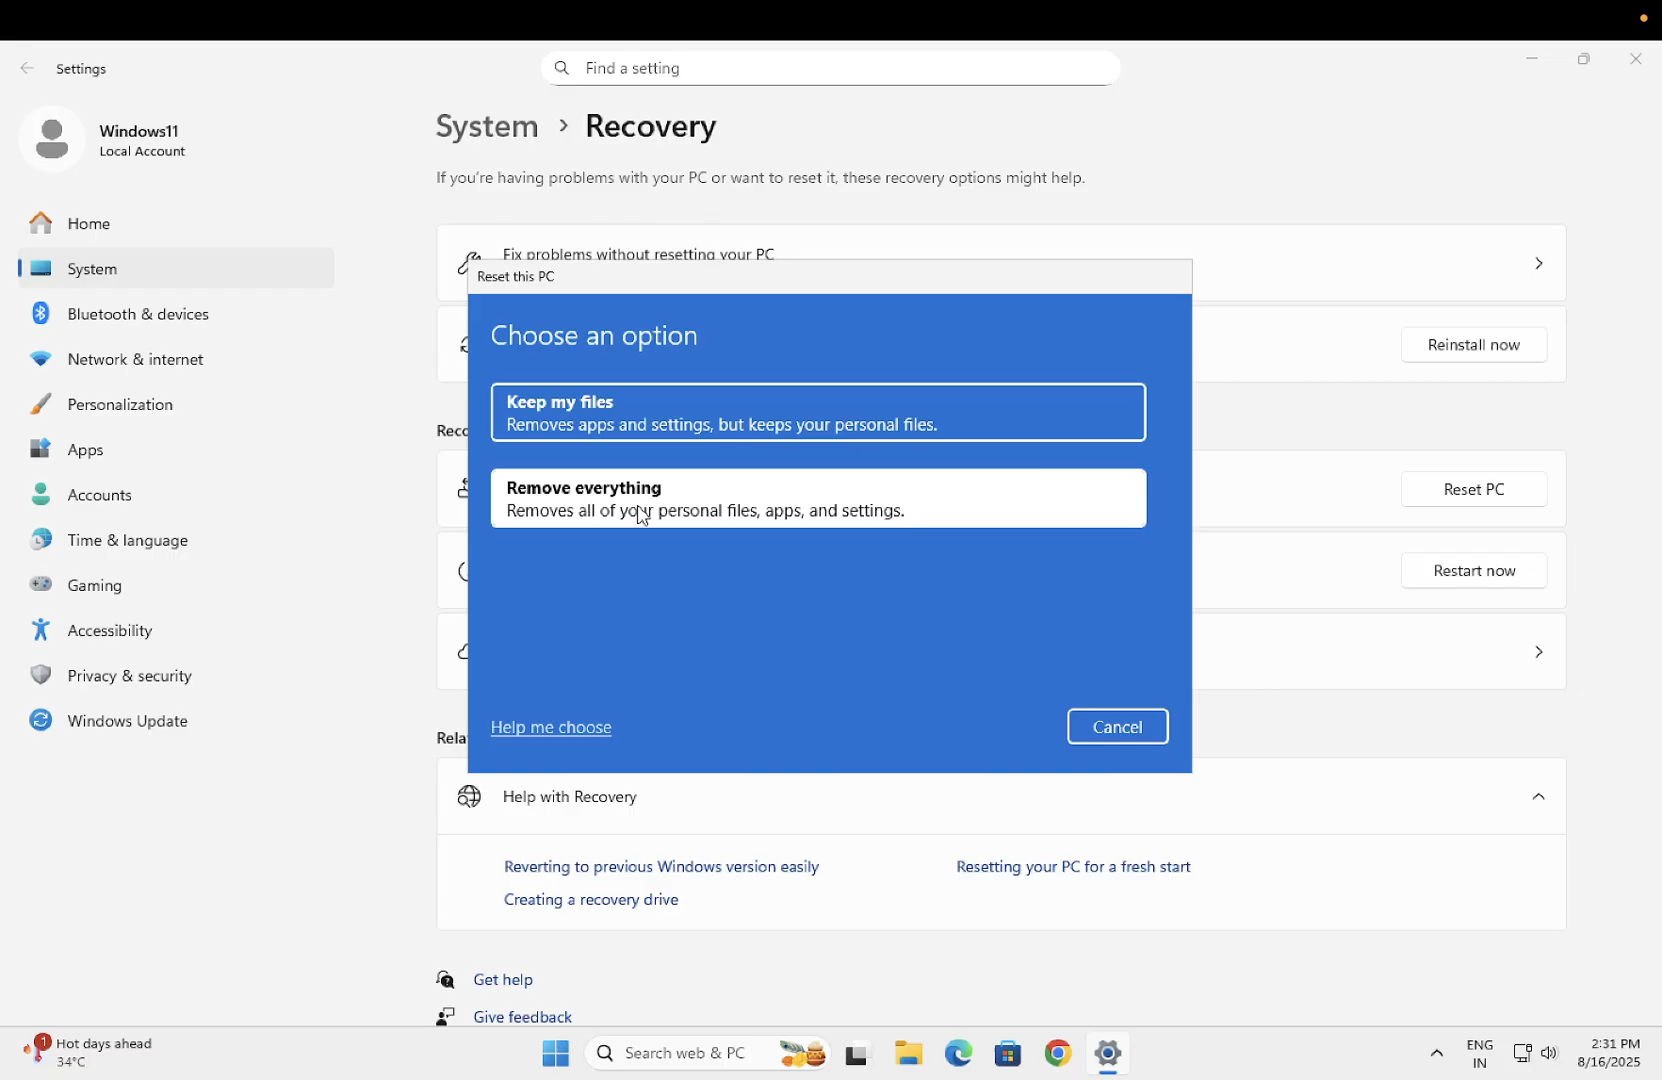 Settings
Find a setting
Windows11
Local Account
Home
System
Bluetooth & devices
Network & internet
Personalization
Apps
Accounts
Time & language
Gaming
Accessibility
Privacy & security
Windows Update
System > Recovery
If you're having problems with your PC or want to reset it, these recovery options might help.
Fix problems without resetting your PC
Reset this PC
Choose an option
Keep my files
Removes apps and settings, but keeps your personal files.
Remove everything
Removes all of your personal files, apps, and settings.
Help me choose
Cancel
Reinstall now
Reset PC
Restart now
Help with Recovery
Reverting to previous Windows version easily
Resetting your PC for a fresh start
Creating a recovery drive
Get help
Give feedback
1
Hot days ahead
34°C
Search web & PC
ENG
IN
2:31 PM
8/16/2025